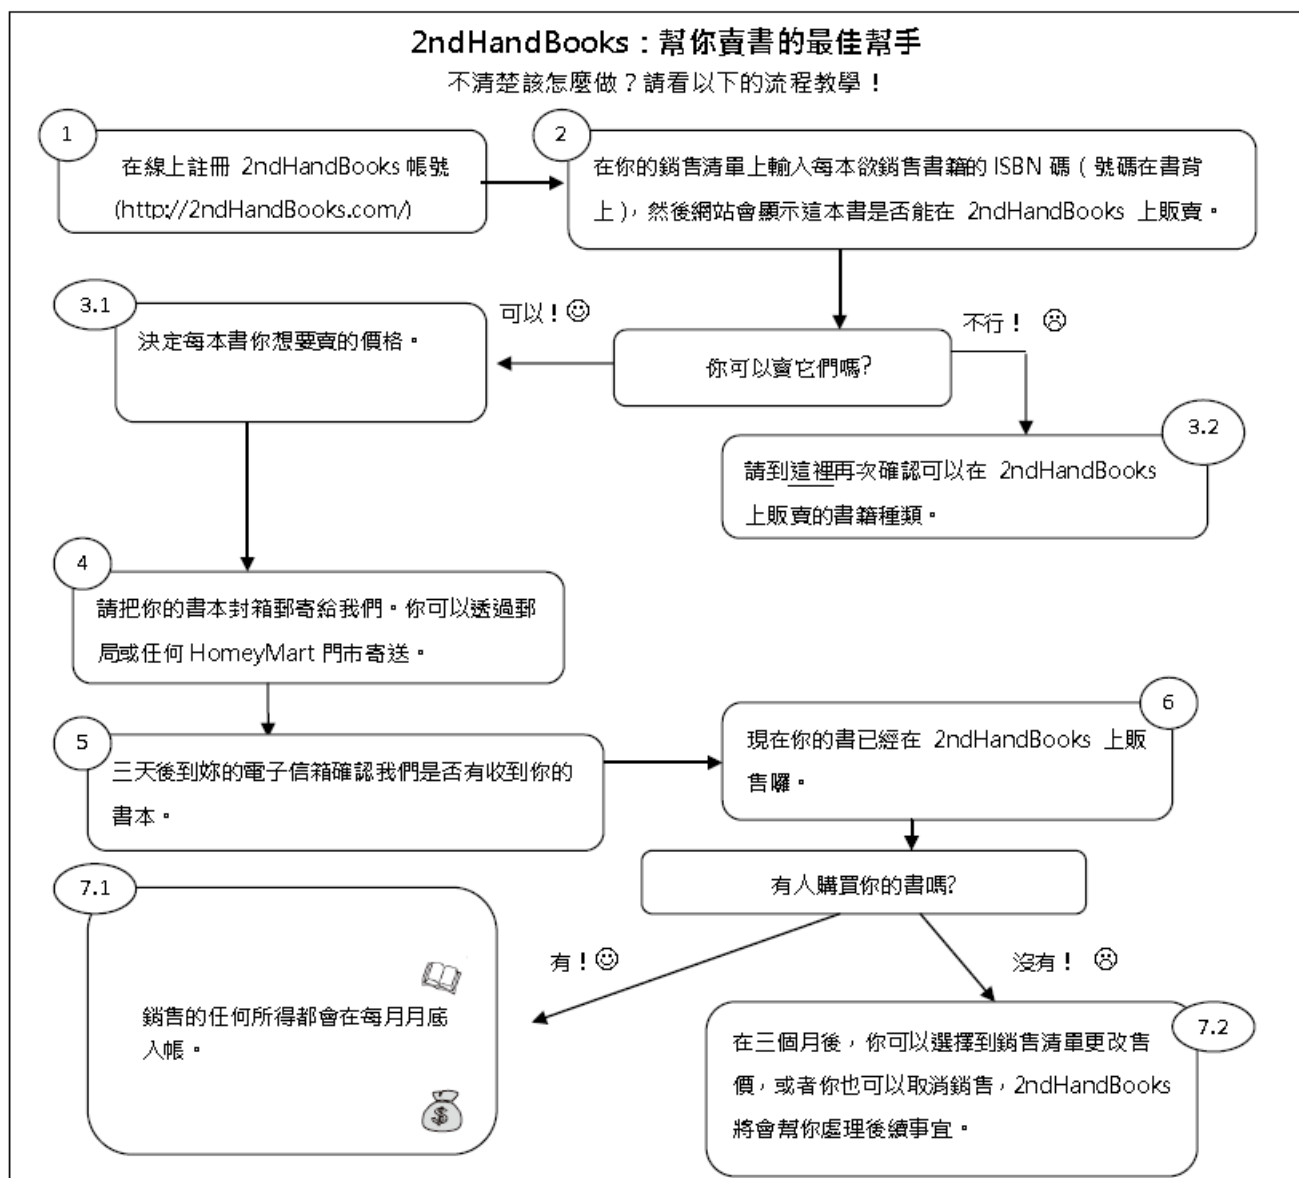 2ndHandBooks：幫你賣書的最佳幫手
不清楚該怎麼做？請看以下的流程教學！
1
在線上註冊 2ndHandBooks 帳號
(http://2ndHandBooks.com/)
2
在你的銷售清單上輸入每本欲銷售書籍的 ISBN 碼（號碼在書背
上），然後網站會顯示這本書是否能在 2ndHandBooks 上販賣。
你可以賣它們嗎?
可以！☺
不行！ ☹
3.1
決定每本書你想要賣的價格。
3.2
請到這裡再次確認可以在 2ndHandBooks
上販賣的書籍種類。
4
請把你的書本封箱郵寄給我們。你可以透過郵
局或任何 HomeyMart 門市寄送。
5
三天後到妳的電子信箱確認我們是否有收到你的
書本。
6
現在你的書已經在 2ndHandBooks 上販
售囉。
有人購買你的書嗎?
有！☺
沒有！ ☹
7.1
銷售的任何所得都會在每月月底
入帳。
$
7.2
在三個月後，你可以選擇到銷售清單更改售
價，或者你也可以取消銷售，2ndHandBooks
將會幫你處理後續事宜。